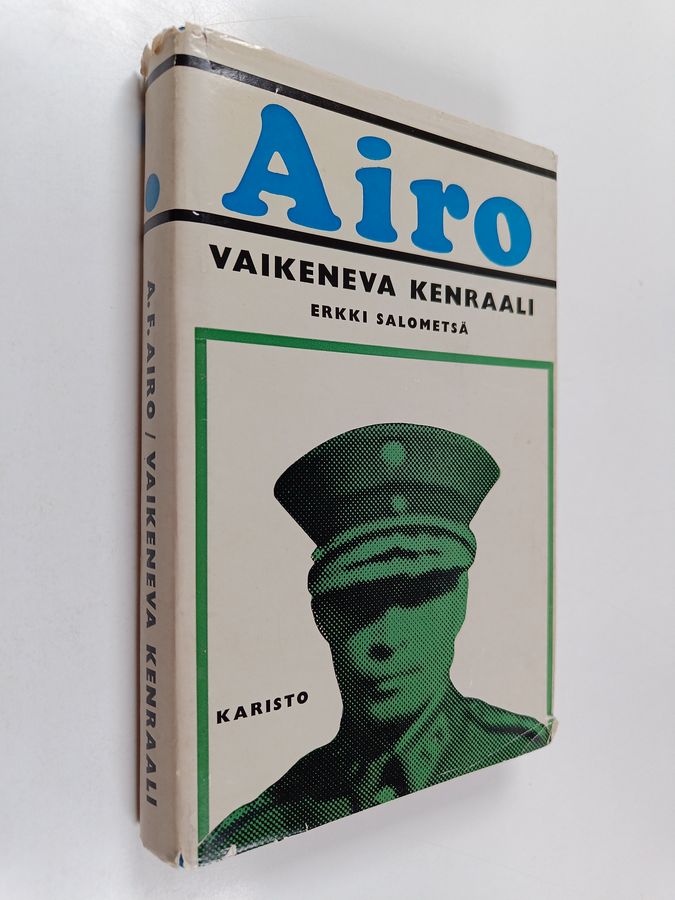 Airo
VAIKENEVA KENRAALI
ERKKI SALOMETSÄ
KARISTO
A. F. AIRO / VAIKENEVA KENRAALI